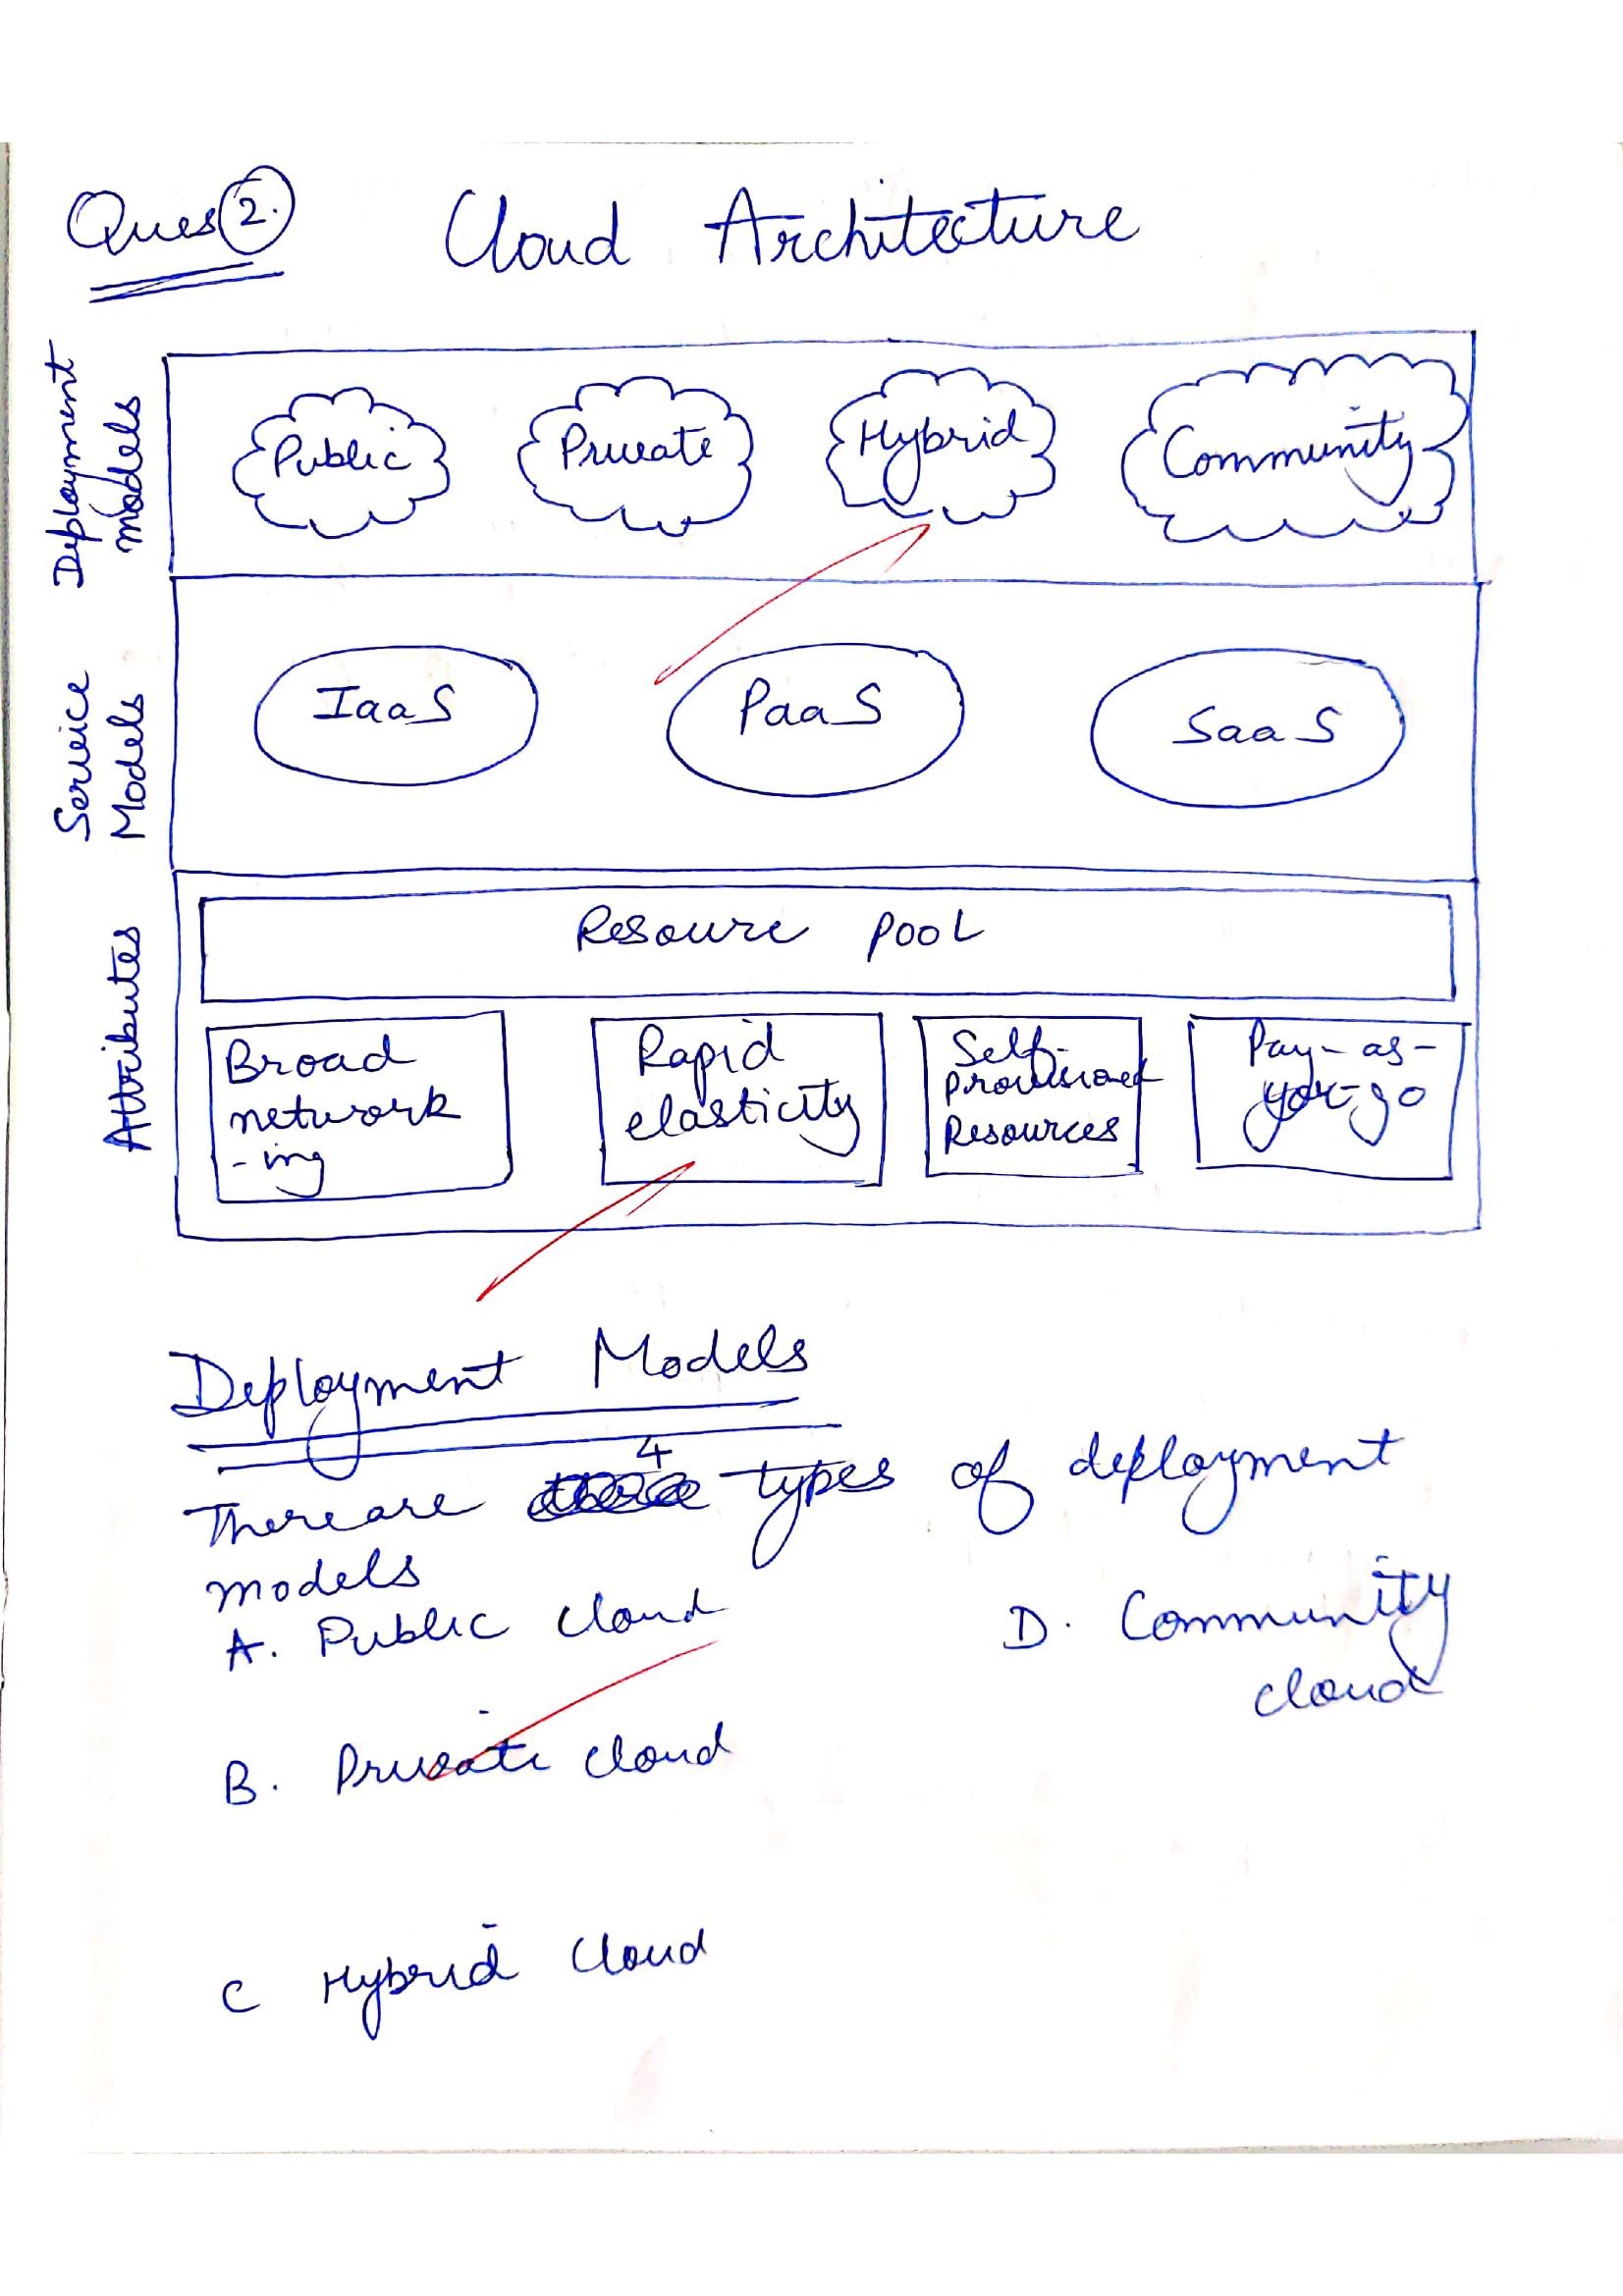 Ques 2. Cloud Architecture
Deployment models
Public Private Hybrid Community
Service Models
IaaS PaaS SaaS
Attributes
Resoure POOL
Broad network -ing
Rapid elasticity
Self- Provisioned Resources
Pay-as-you-go
Deployment Models
4
There are types of deployment
models
A. Public cloud
D. Community
cloud
B. Private cloud
C Hybrid Cloud